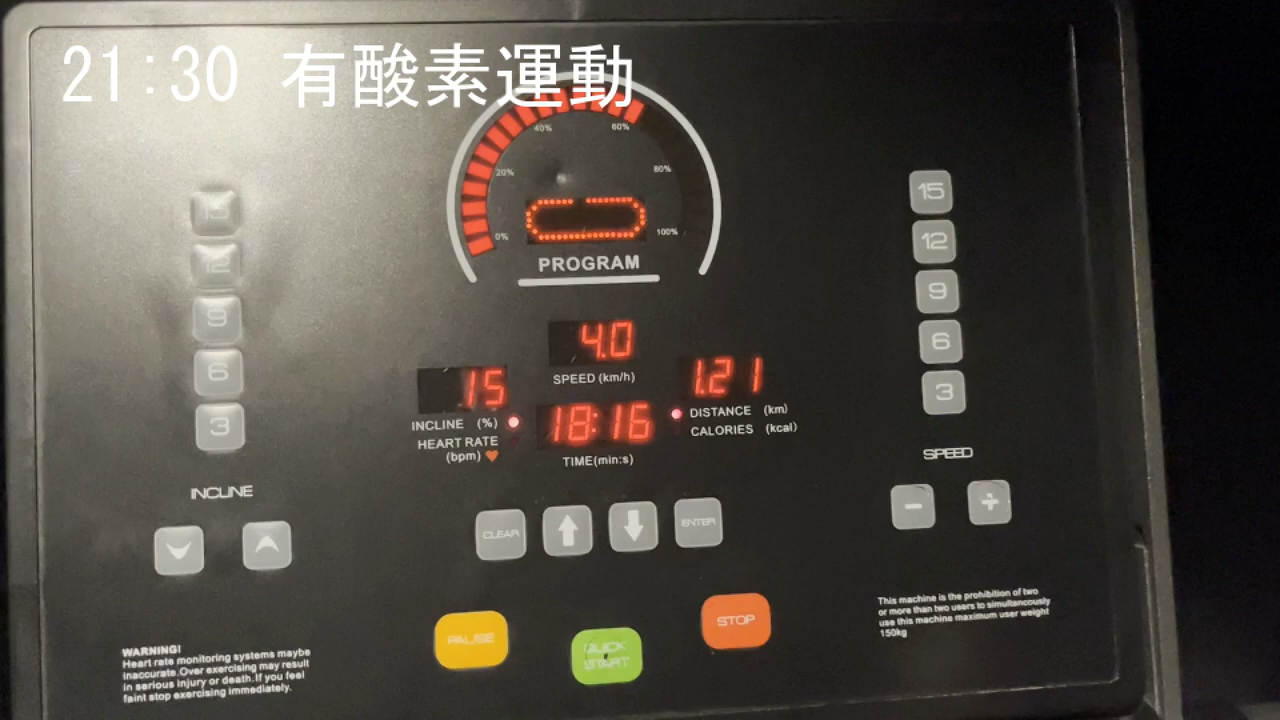 21:30 有酸素運動
40%
60%
20%
80%
0%
100%
PROGRAM
15
12
9
6
3
INCLINE
15
12
9
6
3
SPEED
4.0
SPEED (km/h)
15
INCLINE (%)
HEART RATE
(bpm)
18:16
TIME(min:s)
1.21
DISTANCE (km)
CALORIES (kcal)
CLEAR
ENTER
PAUSE
QUICK
START
STOP
WARNING!
Heart rate monitoring systems maybe
inaccurate.Over exercising may result
in serious injury or death.If you feel
faint stop exercising immediately.
This machine is the prohibition of two
or more than two users to simultancously
use this machine maximum user weight
150kg